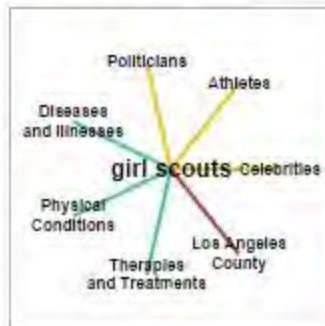 Politicians
Athletes
Diseases
and Illnesses
girl scouts
Celebrities
Physical
Conditions
Los Angeles
County
Therapies
and Treatments